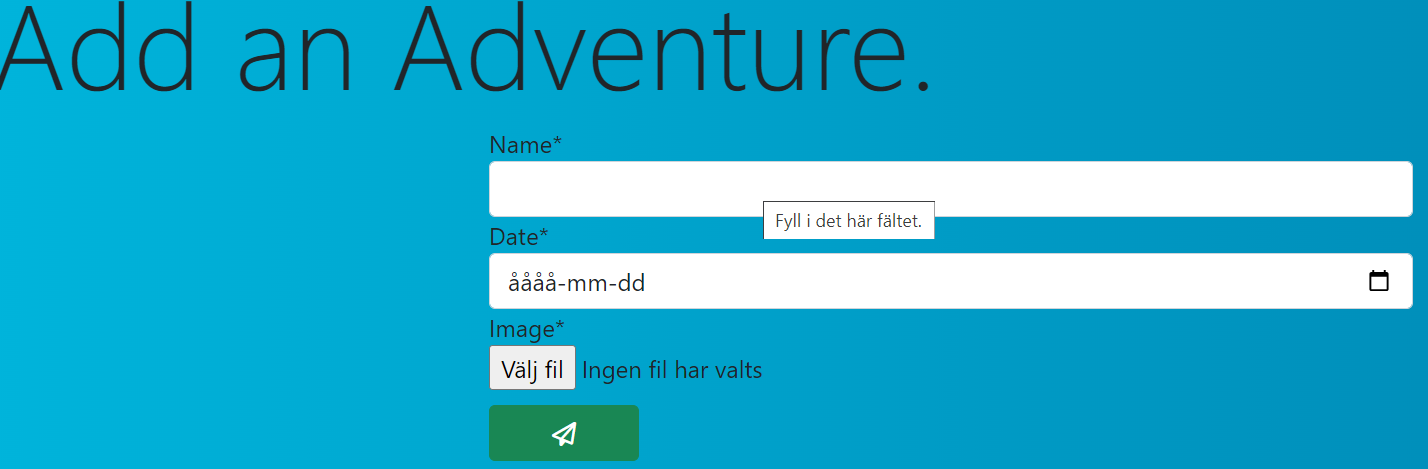 Add an Adventure.
Name*
Fyll i det här fältet.
Date*
åååå-mm-dd
Image*
Välj fil Ingen fil har valts